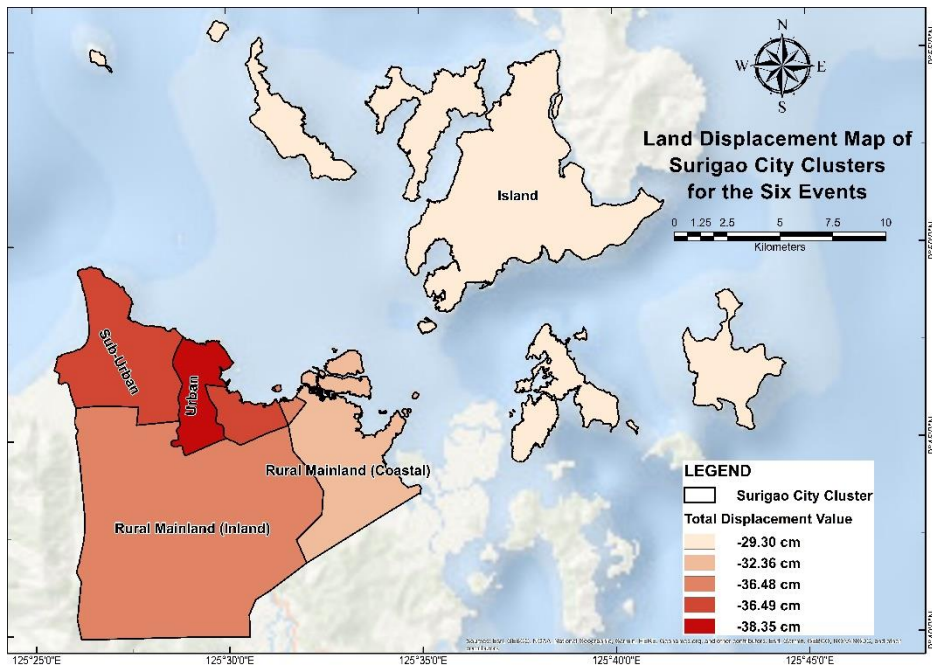 N
W E
S
Land Displacement Map of
Surigao City Clusters
for the Six Events
0 1.25 2.5 5 7.5 10
Kilometers
Island
Sub-Urban
Urban
Rural Mainland (Coastal)
Rural Mainland (Inland)
LEGEND
Surigao City Cluster
Total Displacement Value
-29.30 cm
-32.36 cm
-36.48 cm
-36.49 cm
-38.35 cm
125°25'0"E 125°30'0"E 125°35'0"E 125°40'0"E 125°45'0"E